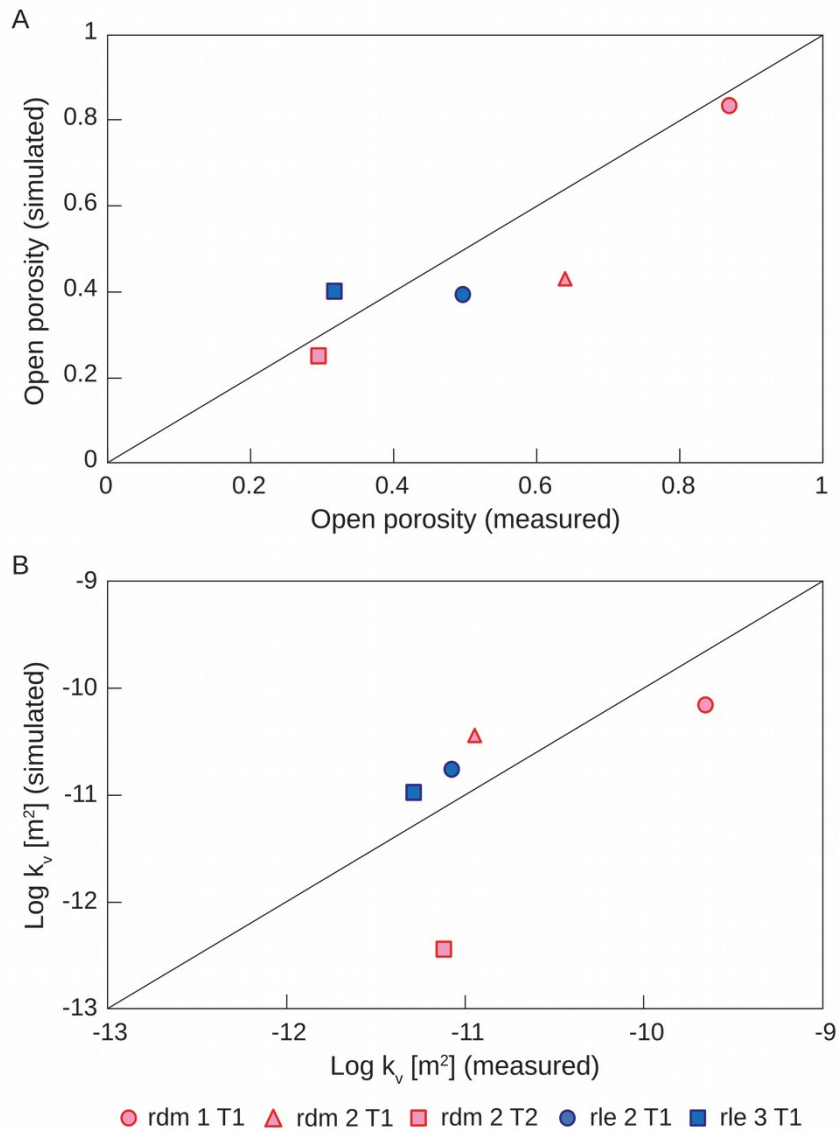 A
1
0.8
0.6
0.4
0.2
0
Open porosity (simulated)
0 0.2 0.4 0.6 0.8 1
Open porosity (measured)
B
-9
-10
-11
-12
-13
Log kᵥ [m²] (simulated)
-13 -12 -11 -10 -9
Log kᵥ [m²] (measured)
rdm 1 T1 rdm 2 T1 rdm 2 T2 rle 2 T1 rle 3 T1